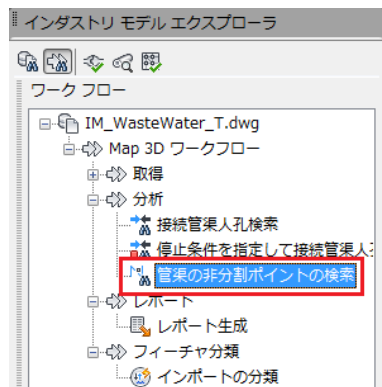 インダストリ モデル エクスプローラ
ワーク フロー
IM_WasteWater_T.dwg
Map 3D ワークフロー
取得
分析
接続管渠人孔検索
停止条件を指定して接続管渠人
管渠の非分割ポイントの検索
レポート
レポート生成
フィーチャ分類
インポートの分類